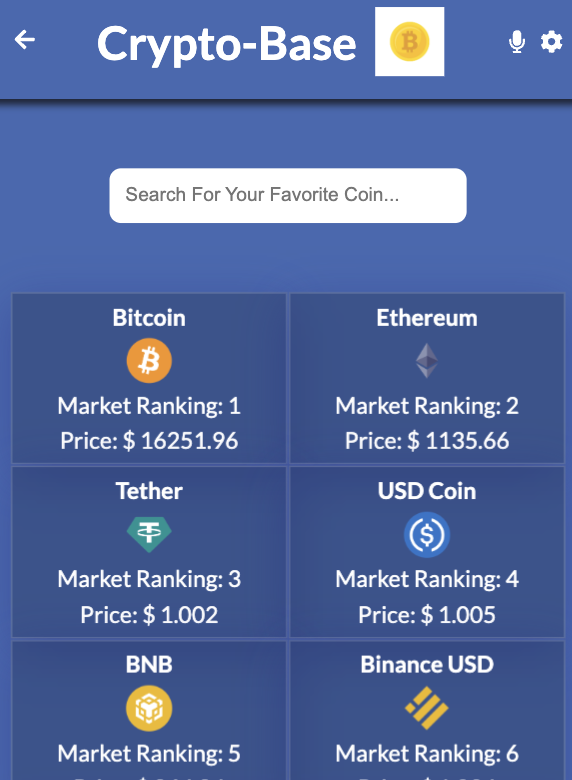 Crypto-Base
Search For Your Favorite Coin...
Bitcoin
Market Ranking: 1
Price: $ 16251.96
Ethereum
Market Ranking: 2
Price: $ 1135.66
Tether
Market Ranking: 3
Price: $ 1.002
USD Coin
Market Ranking: 4
Price: $ 1.005
BNB
Market Ranking: 5
Binance USD
Market Ranking: 6